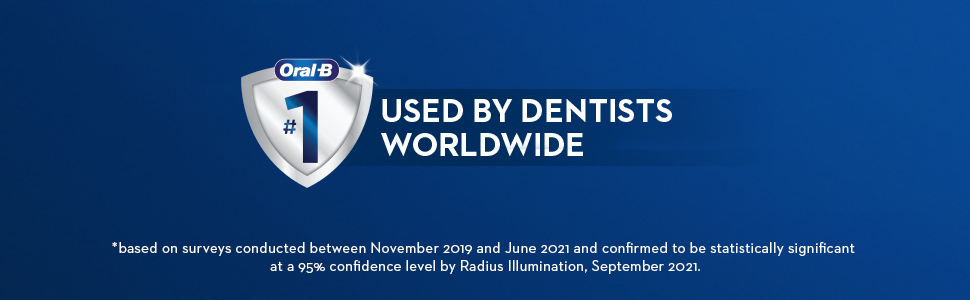 Oral-B
#1
USED BY DENTISTS
WORLDWIDE
*based on surveys conducted between November 2019 and June 2021 and confirmed to be statistically significant
at a 95% confidence level by Radius Illumination, September 2021.